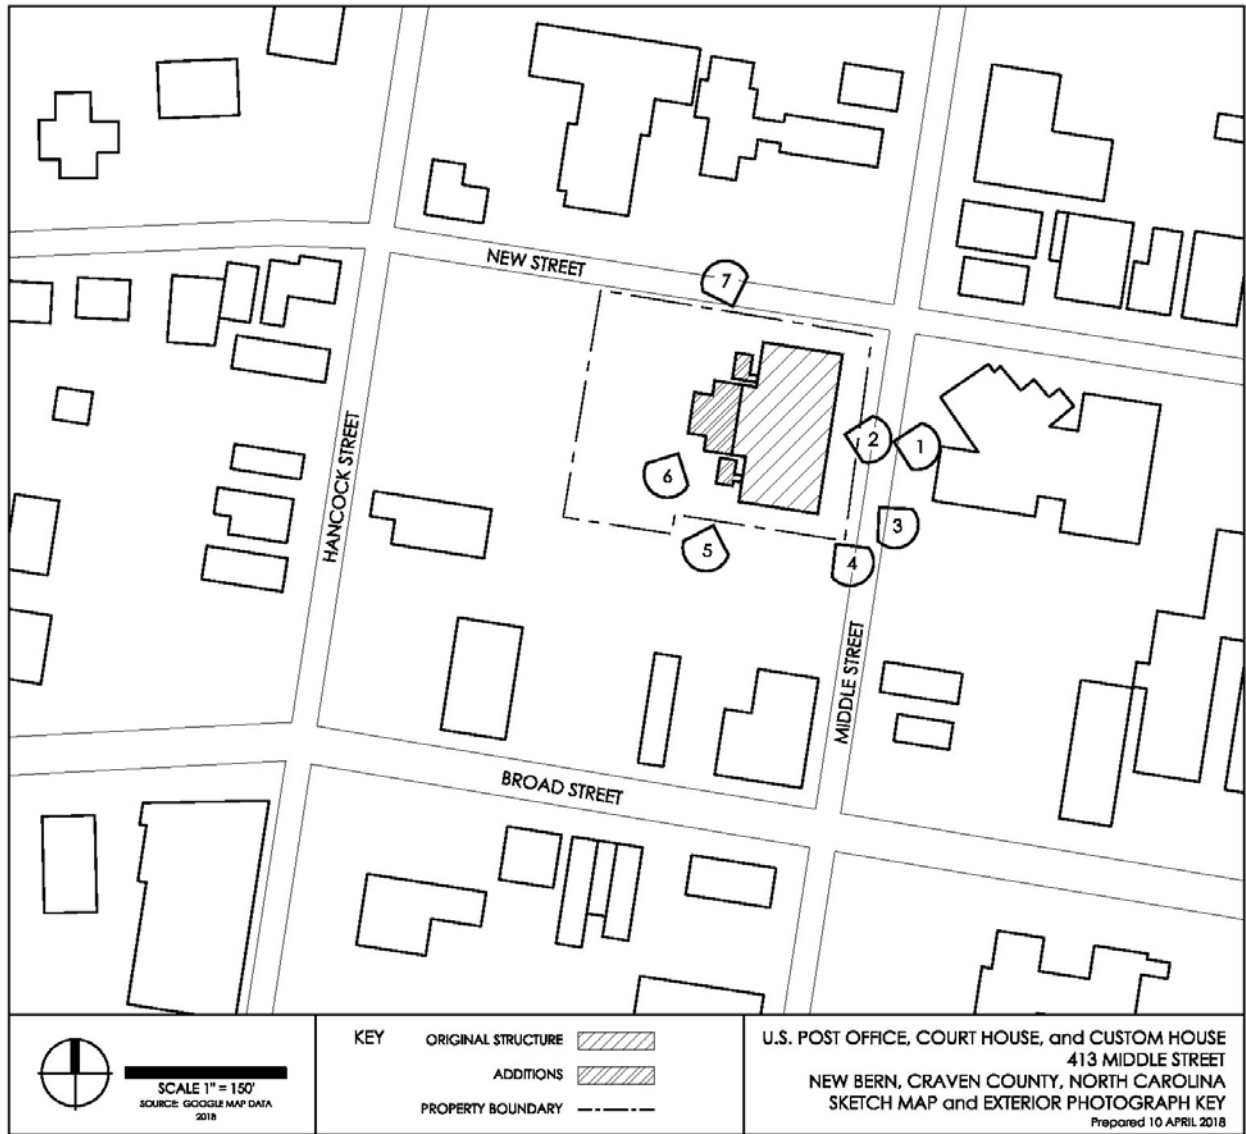 NEW STREET
7
HANCOCK STREET
2
1
6
3
5
4
MIDDLE STREET
BROAD STREET
SCALE 1" = 150'
SOURCE: GOOGLE MAP DATA
2018
KEY
ORIGINAL STRUCTURE
ADDITIONS
PROPERTY BOUNDARY
U.S. POST OFFICE, COURT HOUSE, and CUSTOM HOUSE
413 MIDDLE STREET
NEW BERN, CRAVEN COUNTY, NORTH CAROLINA
SKETCH MAP and EXTERIOR PHOTOGRAPH KEY
Prepared 10 APRIL 2018